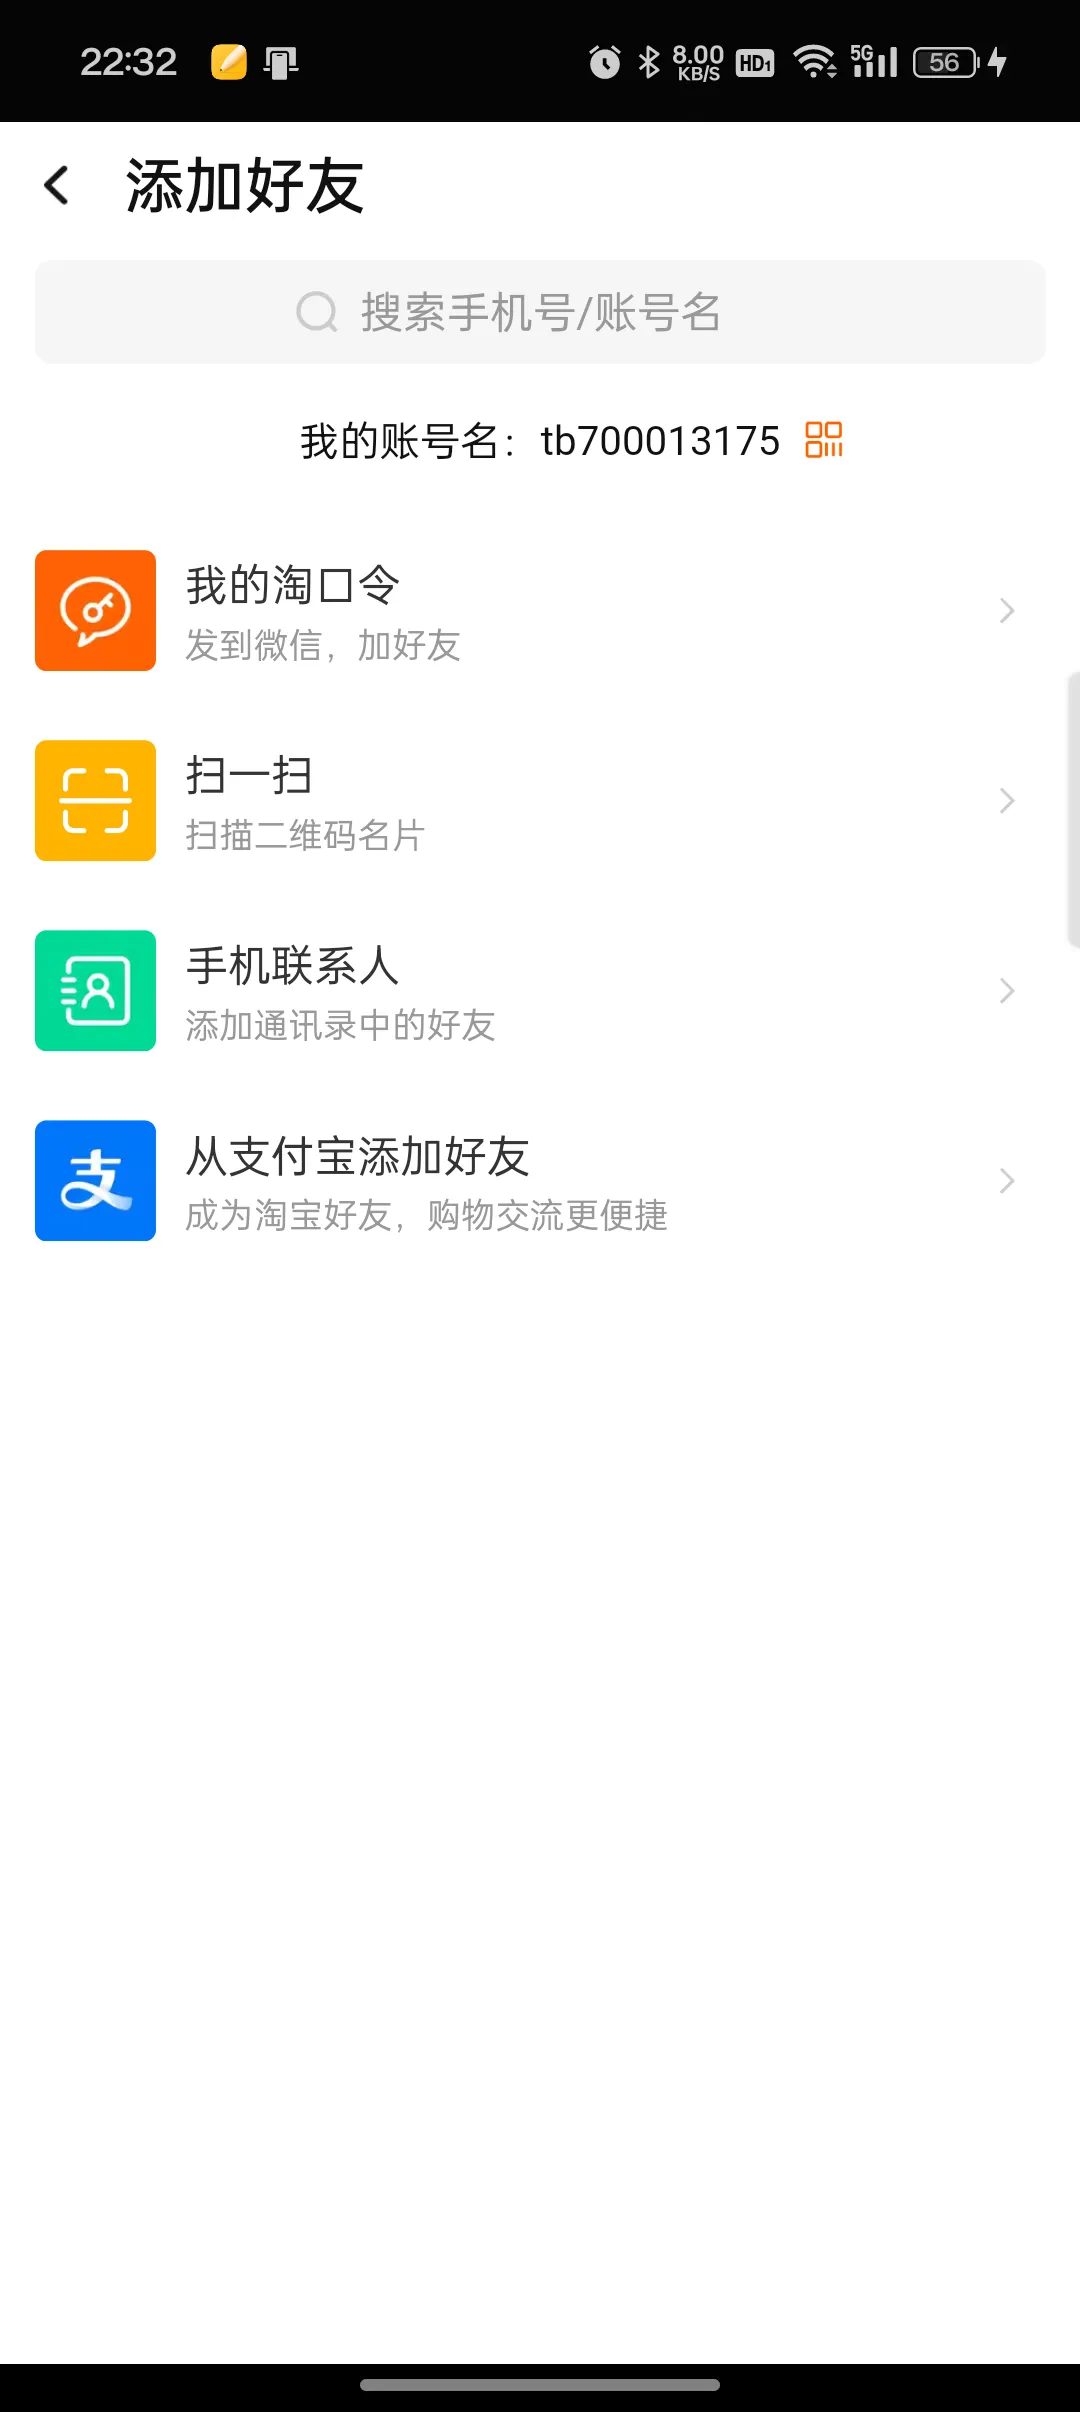 22:32
8.00
KB/S
HD1
5G
56
添加好友
搜索手机号/账号名
我的账号名：tb700013175
我的淘口令
发到微信，加好友
扫一扫
扫描二维码名片
手机联系人
添加通讯录中的好友
支
从支付宝添加好友
成为淘宝好友，购物交流更便捷